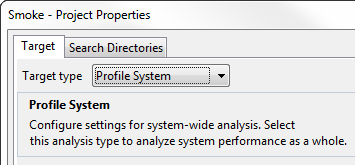 Smoke - Project Properties
Target Search Directories
Target type Profile System
Profile System
Configure settings for system-wide analysis. Select
this analysis type to analyze system performance as a whole.